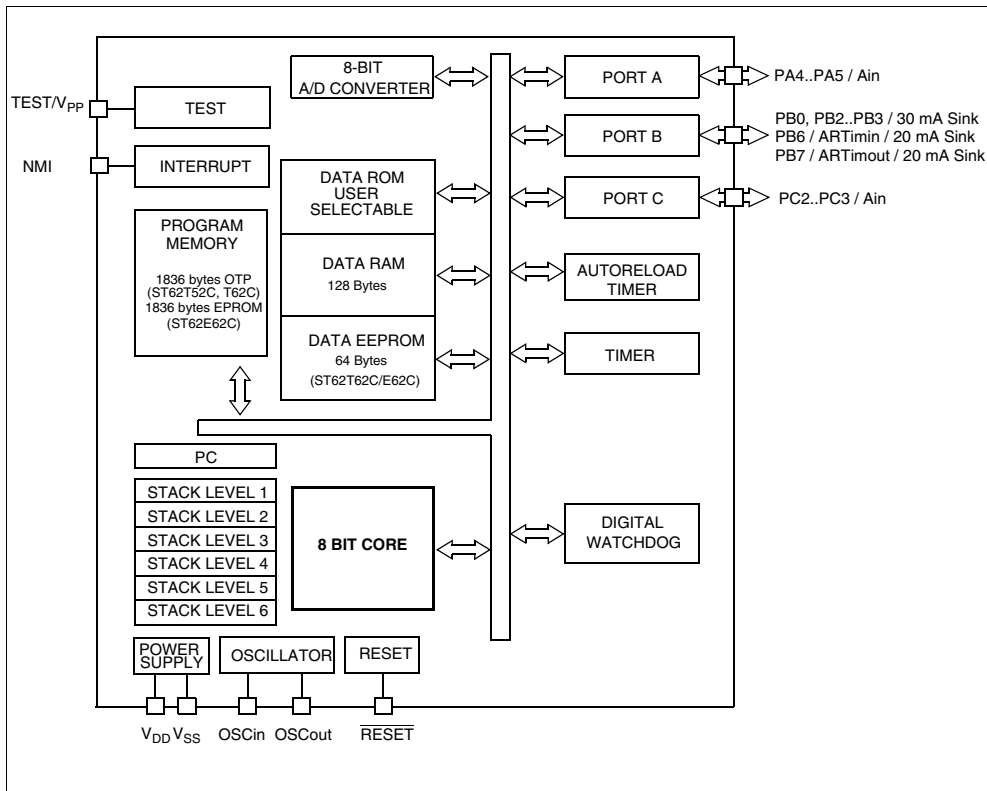 8-BIT
A/D CONVERTER
PORT A
PA4..PA5 / Ain
TEST/VPP
TEST
PORT B
PB0, PB2..PB3 / 30 mA Sink
PB6 / ARTimin / 20 mA Sink
PB7 / ARTimout / 20 mA Sink
NMI
INTERRUPT
DATA ROM
USER
SELECTABLE
PORT C
PC2..PC3 / Ain
PROGRAM
MEMORY
1836 bytes OTP
(ST62T52C, T62C)
1836 bytes EPROM
(ST62E62C)
DATA RAM
128 Bytes
AUTORELOAD
TIMER
DATA EEPROM
64 Bytes
(ST62T62C/E62C)
TIMER
PC
STACK LEVEL 1
STACK LEVEL 2
STACK LEVEL 3
STACK LEVEL 4
STACK LEVEL 5
STACK LEVEL 6
8 BIT CORE
DIGITAL
WATCHDOG
POWER
SUPPLY
OSCILLATOR
RESET
VDD VSS
OSCin
OSCout
RESET